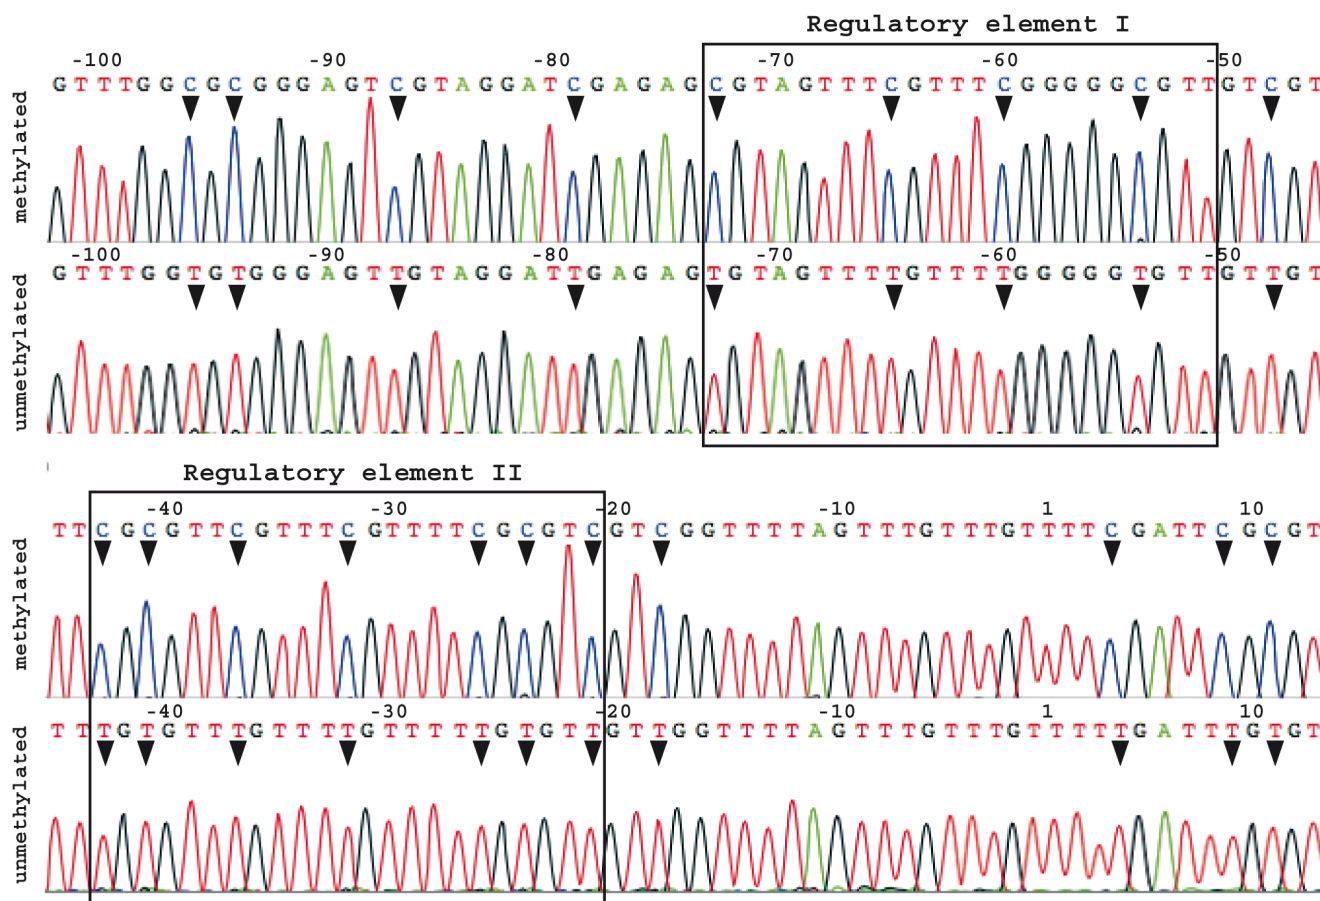 Regulatory element I
-100 -90 -80 -70 -60 -50
GTTTGGCGCGGGAGTCGTAGGATCGAGAGCGTAGTTTCGTTTCGGGGGCGTTGTCGT
methylated
-100 -90 -80 -70 -60 -50
GTTTGGTGTGGGAGTTGTAGGATTGAGAGTGTAGTTTTGTTTTGGGGGTGTTGTTGT
unmethylated
Regulatory element II
-40 -30 -20 -10 1 10
TTCGCGTTCGTTTCGTTTTCGCGTCGTCGGTTTTAGTTTGTTTGTTTTCGATTCGCGT
methylated
-40 -30 -20 -10 1 10
TTTGTGTTTGTTTTGTTTTTGTGTTGTTGGTTTTAGTTTGTTTGTTTTTGATTTGTGT
unmethylated